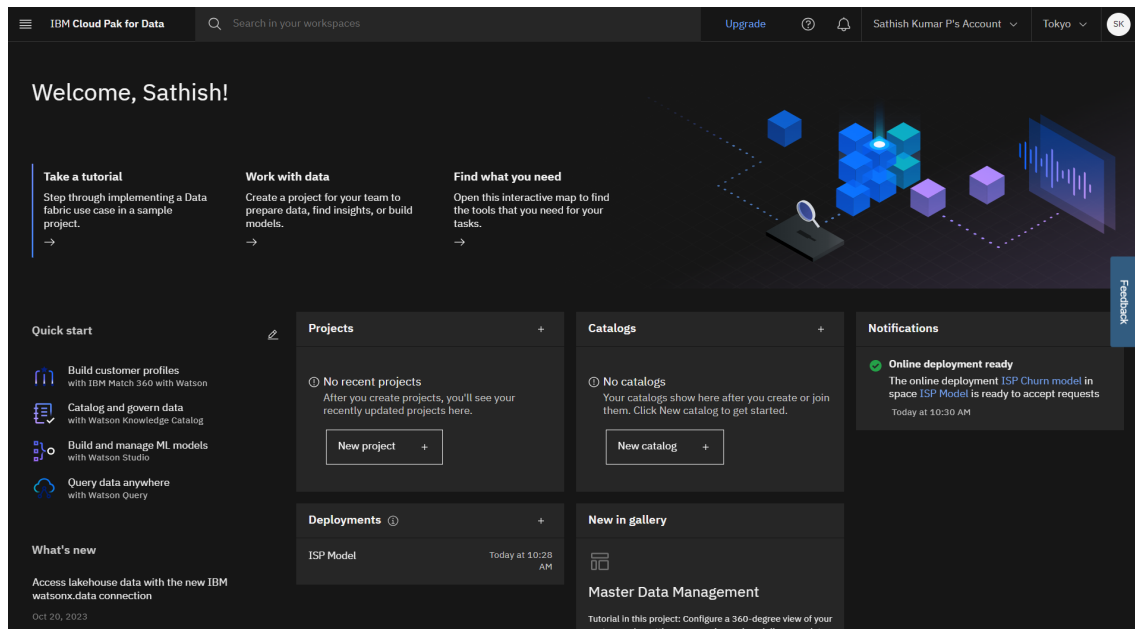 IBM Cloud Pak for Data
Search in your workspaces
Upgrade
Sathish Kumar P's Account
Tokyo
SK
Welcome, Sathish!
Take a tutorial
Step through implementing a Data
fabric use case in a sample
project.
Work with data
Create a project for your team to
prepare data, find insights, or build
models.
Find what you need
Open this interactive map to find
the tools that you need for your
tasks.
Feedback
Quick start
Build customer profiles
with IBM Match 360 with Watson
Catalog and govern data
with Watson Knowledge Catalog
Build and manage ML models
with Watson Studio
Query data anywhere
with Watson Query
What's new
Access lakehouse data with the new IBM
watsonx.data connection
Oct 20, 2023
Projects
No recent projects
After you create projects, you'll see your
recently updated projects here.
New project +
Deployments
ISP Model
Today at 10:28
AM
Catalogs
No catalogs
Your catalogs show here after you create or join
them. Click New catalog to get started.
New catalog +
New in gallery
Master Data Management
Tutorial in this project: Configure a 360-degree view of your
Notifications
Online deployment ready
The online deployment ISP Churn model in
space ISP Model is ready to accept requests
Today at 10:30 AM